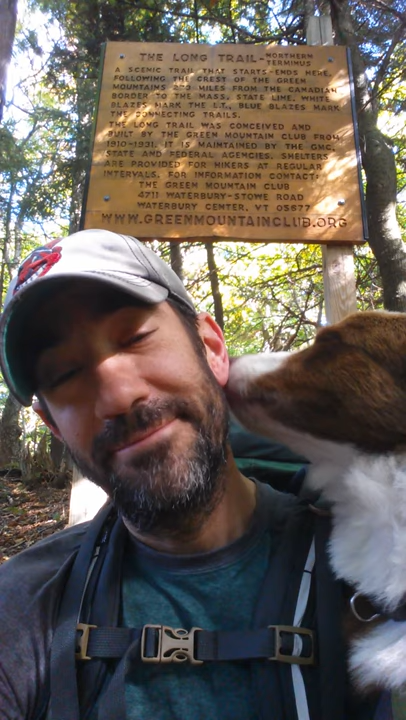 THE LONG TRAIL - NORTHERN TERMINUS
A SCENIC TRAIL THAT STARTS-ENDS HERE,
FOLLOWING THE CREST OF THE GREEN
MOUNTAINS 270 MILES FROM THE CANADIAN
BORDER TO THE MASS. STATE LINE, WHITE
BLAZES MARK THE L.T., BLUE BLAZES MARK
THE CONNECTING TRAILS.
THE LONG TRAIL WAS CONCEIVED AND
BUILT BY THE GREEN MOUNTAIN CLUB FROM
1910-1931. IT IS MAINTAINED BY THE GMC,
STATE AND FEDERAL AGENCIES. SHELTERS
ARE PROVIDED FOR HIKERS AT REGULAR
INTERVALS. FOR INFORMATION CONTACT:
THE GREEN MOUNTAIN CLUB
4711 WATERBURY-STOWE ROAD
WATERBURY CENTER, VT 05677
WWW.GREENMOUNTAINCLUB.ORG